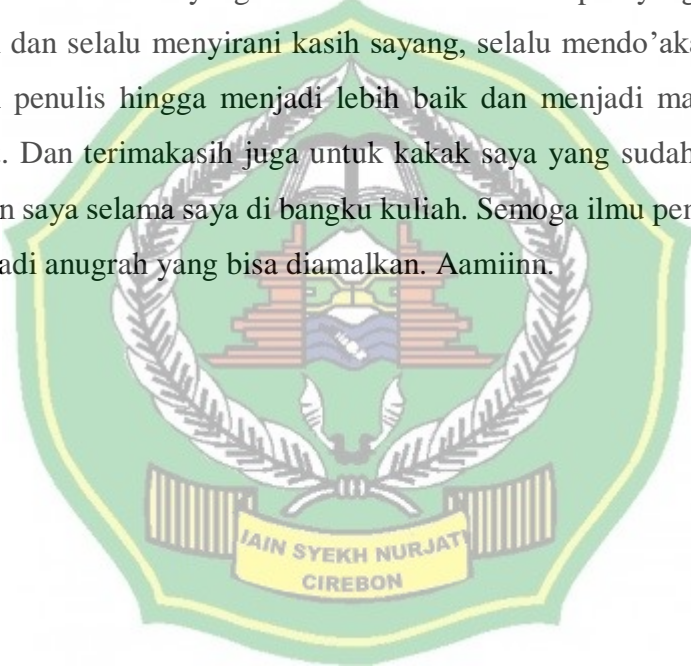 dan selalu menyirani kasih sayang, selalu mendo’aka
penulis hingga menjadi lebih baik dan menjadi ma
. Dan terimakasih juga untuk kakak saya yang sudah
n saya selama saya di bangku kuliah. Semoga ilmu pen
adi anugrah yang bisa diamalkan. Aamiinn.
IAIN SYEKH NURJATI
CIREBON